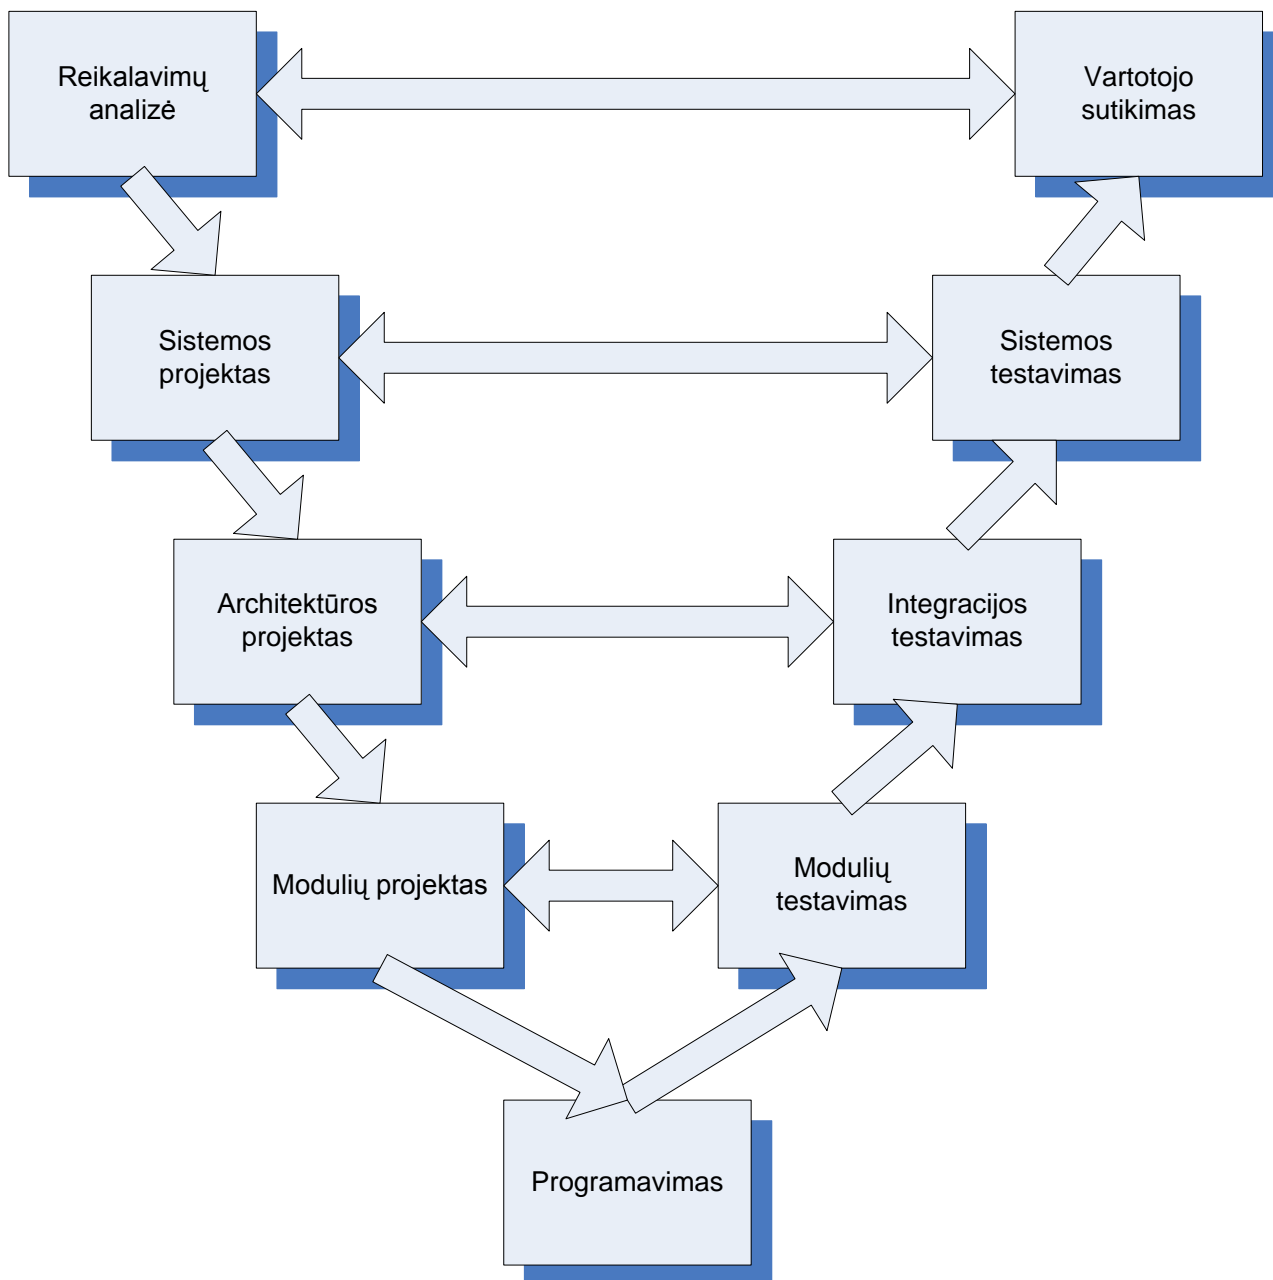 Reikalavimų
analizė
Vartotojo
sutikimas
Sistemos
projektas
Sistemos
testavimas
Architektūros
projektas
Integracijos
testavimas
Modulių projektas
Modulių
testavimas
Programavimas